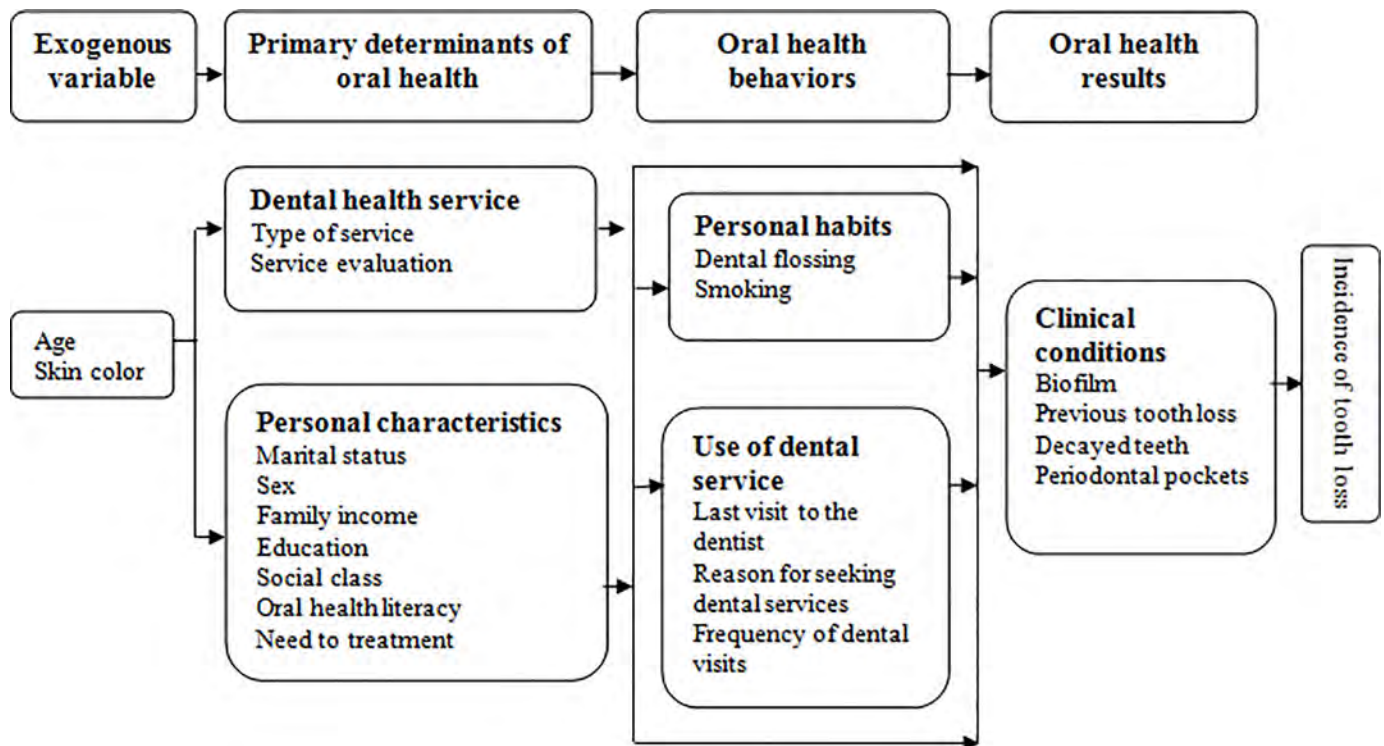 Exogenous
variable
Primary determinants of
oral health
Oral health
behaviors
Oral health
results
Age
Skin color
Dental health service
Type of service
Service evaluation
Personal characteristics
Marital status
Sex
Family income
Education
Social class
Oral health literacy
Need to treatment
Personal habits
Dental flossing
Smoking
Use of dental
service
Last visit to the
dentist
Reason for seeking
dental services
Frequency of dental
visits
Clinical
conditions
Biofilm
Previous tooth loss
Decayed teeth
Periodontal pockets
Incidence of tooth loss